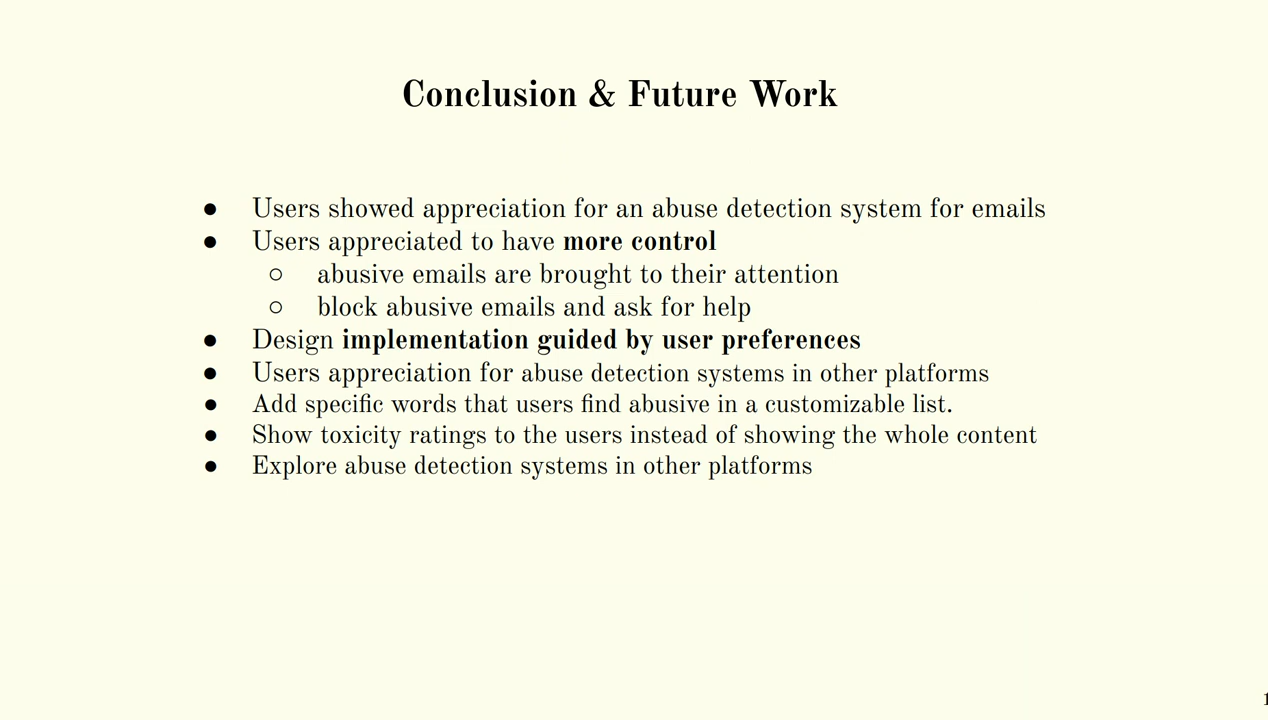 Conclusion & Future Work
● Users showed appreciation for an abuse detection system for emails
● Users appreciated to have more control
○ abusive emails are brought to their attention
○ block abusive emails and ask for help
● Design implementation guided by user preferences
● Users appreciation for abuse detection systems in other platforms
● Add specific words that users find abusive in a customizable list.
● Show toxicity ratings to the users instead of showing the whole content
● Explore abuse detection systems in other platforms